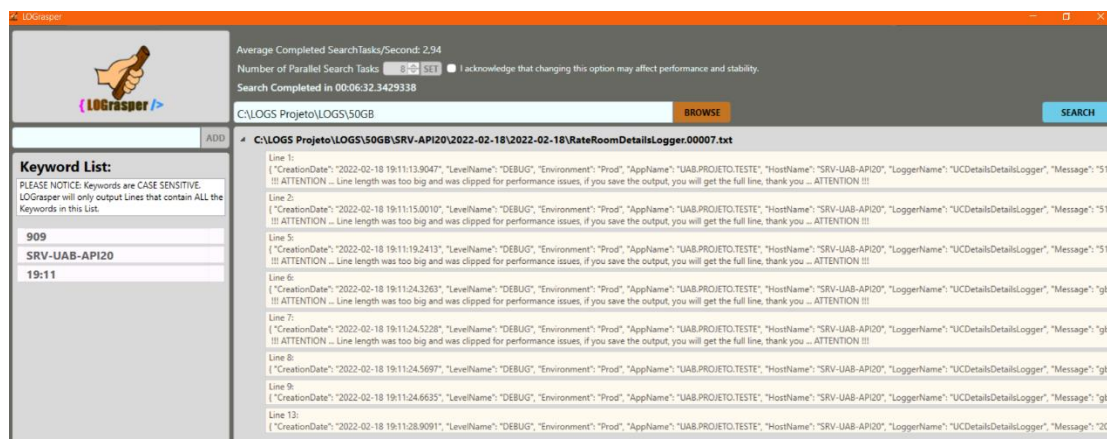 LOGrasper
Average Completed SearchTasks/Second: 2,94
Number of Parallel Search Tasks 8 SET I acknowledge that changing this option may affect performance and stability.
Search Completed in 00:06:32.3429338
{ LOGrasper />
C:\LOGS Projeto\LOGS\50GB BROWSE SEARCH
ADD
Keyword List:
PLEASE NOTICE: Keywords are CASE SENSITIVE.
LOGrasper will only output Lines that contain ALL the
Keywords in this List.
909
SRV-UAB-API20
19:11
C:\LOGS Projeto\LOGS\50GB\SRV-API20\2022-02-18\2022-02-18\RateRoomDetailsLogger.00007.txt
Line 1:
{ "CreationDate": "2022-02-18 19:11:13.9047", "LevelName": "DEBUG", "Environment": "Prod", "AppName": "UAB.PROJETO.TESTE", "HostName": "SRV-UAB-API20", "LoggerName": "UCDetailsDetailsLogger", "Message": "51
!!! ATTENTION ... Line length was too big and was clipped for performance issues, if you save the output, you will get the full line, thank you ... ATTENTION !!!
Line 2:
{ "CreationDate": "2022-02-18 19:11:15.0010", "LevelName": "DEBUG", "Environment": "Prod", "AppName": "UAB.PROJETO.TESTE", "HostName": "SRV-UAB-API20", "LoggerName": "UCDetailsDetailsLogger", "Message": "51
!!! ATTENTION ... Line length was too big and was clipped for performance issues, if you save the output, you will get the full line, thank you ... ATTENTION !!!
Line 5:
{ "CreationDate": "2022-02-18 19:11:19.2413", "LevelName": "DEBUG", "Environment": "Prod", "AppName": "UAB.PROJETO.TESTE", "HostName": "SRV-UAB-API20", "LoggerName": "UCDetailsDetailsLogger", "Message": "51
!!! ATTENTION ... Line length was too big and was clipped for performance issues, if you save the output, you will get the full line, thank you ... ATTENTION !!!
Line 6:
{ "CreationDate": "2022-02-18 19:11:24.3263", "LevelName": "DEBUG", "Environment": "Prod", "AppName": "UAB.PROJETO.TESTE", "HostName": "SRV-UAB-API20", "LoggerName": "UCDetailsDetailsLogger", "Message": "gb
!!! ATTENTION ... Line length was too big and was clipped for performance issues, if you save the output, you will get the full line, thank you ... ATTENTION !!!
Line 7:
{ "CreationDate": "2022-02-18 19:11:24.5228", "LevelName": "DEBUG", "Environment": "Prod", "AppName": "UAB.PROJETO.TESTE", "HostName": "SRV-UAB-API20", "LoggerName": "UCDetailsDetailsLogger", "Message": "gb
!!! ATTENTION ... Line length was too big and was clipped for performance issues, if you save the output, you will get the full line, thank you ... ATTENTION !!!
Line 8:
{ "CreationDate": "2022-02-18 19:11:24.5697", "LevelName": "DEBUG", "Environment": "Prod", "AppName": "UAB.PROJETO.TESTE", "HostName": "SRV-UAB-API20", "LoggerName": "UCDetailsDetailsLogger", "Message": "gb
Line 9:
{ "CreationDate": "2022-02-18 19:11:24.6635", "LevelName": "DEBUG", "Environment": "Prod", "AppName": "UAB.PROJETO.TESTE", "HostName": "SRV-UAB-API20", "LoggerName": "UCDetailsDetailsLogger", "Message": "gb
Line 13:
{ "CreationDate": "2022-02-18 19:11:28.9091", "LevelName": "DEBUG", "Environment": "Prod", "AppName": "UAB.PROJETO.TESTE", "HostName": "SRV-UAB-API20", "LoggerName": "UCDetailsDetailsLogger", "Message": "20